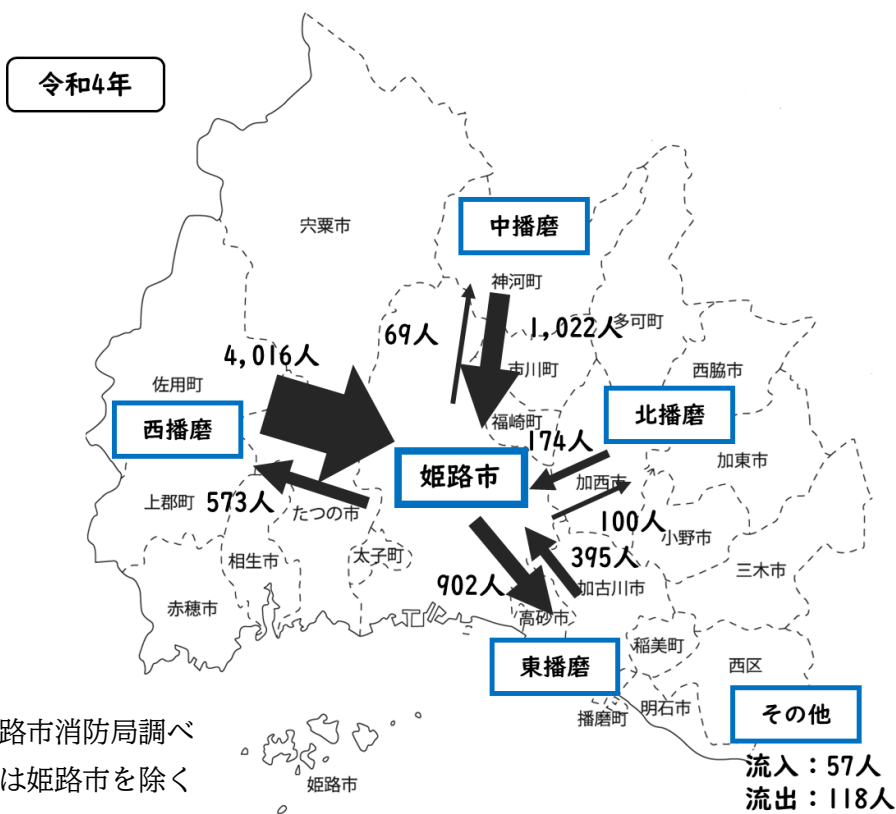 令和4年
宍粟市
中播磨
神河町
69人
1,022人
多可町
4,016人
市川町
西脇市
佐用町
西播磨
福崎町
北播磨
174人
姫路市
加西市
加東市
上郡町
573人
たつの市
100人
小野市
相生市
太子町
395人
三木市
902人
加古川市
赤穂市
高砂市
稲美町
東播磨
西区
明石市
播磨町
その他
路市消防局調べ
は姫路市を除く
姫路市
流入：57人
流出：118人